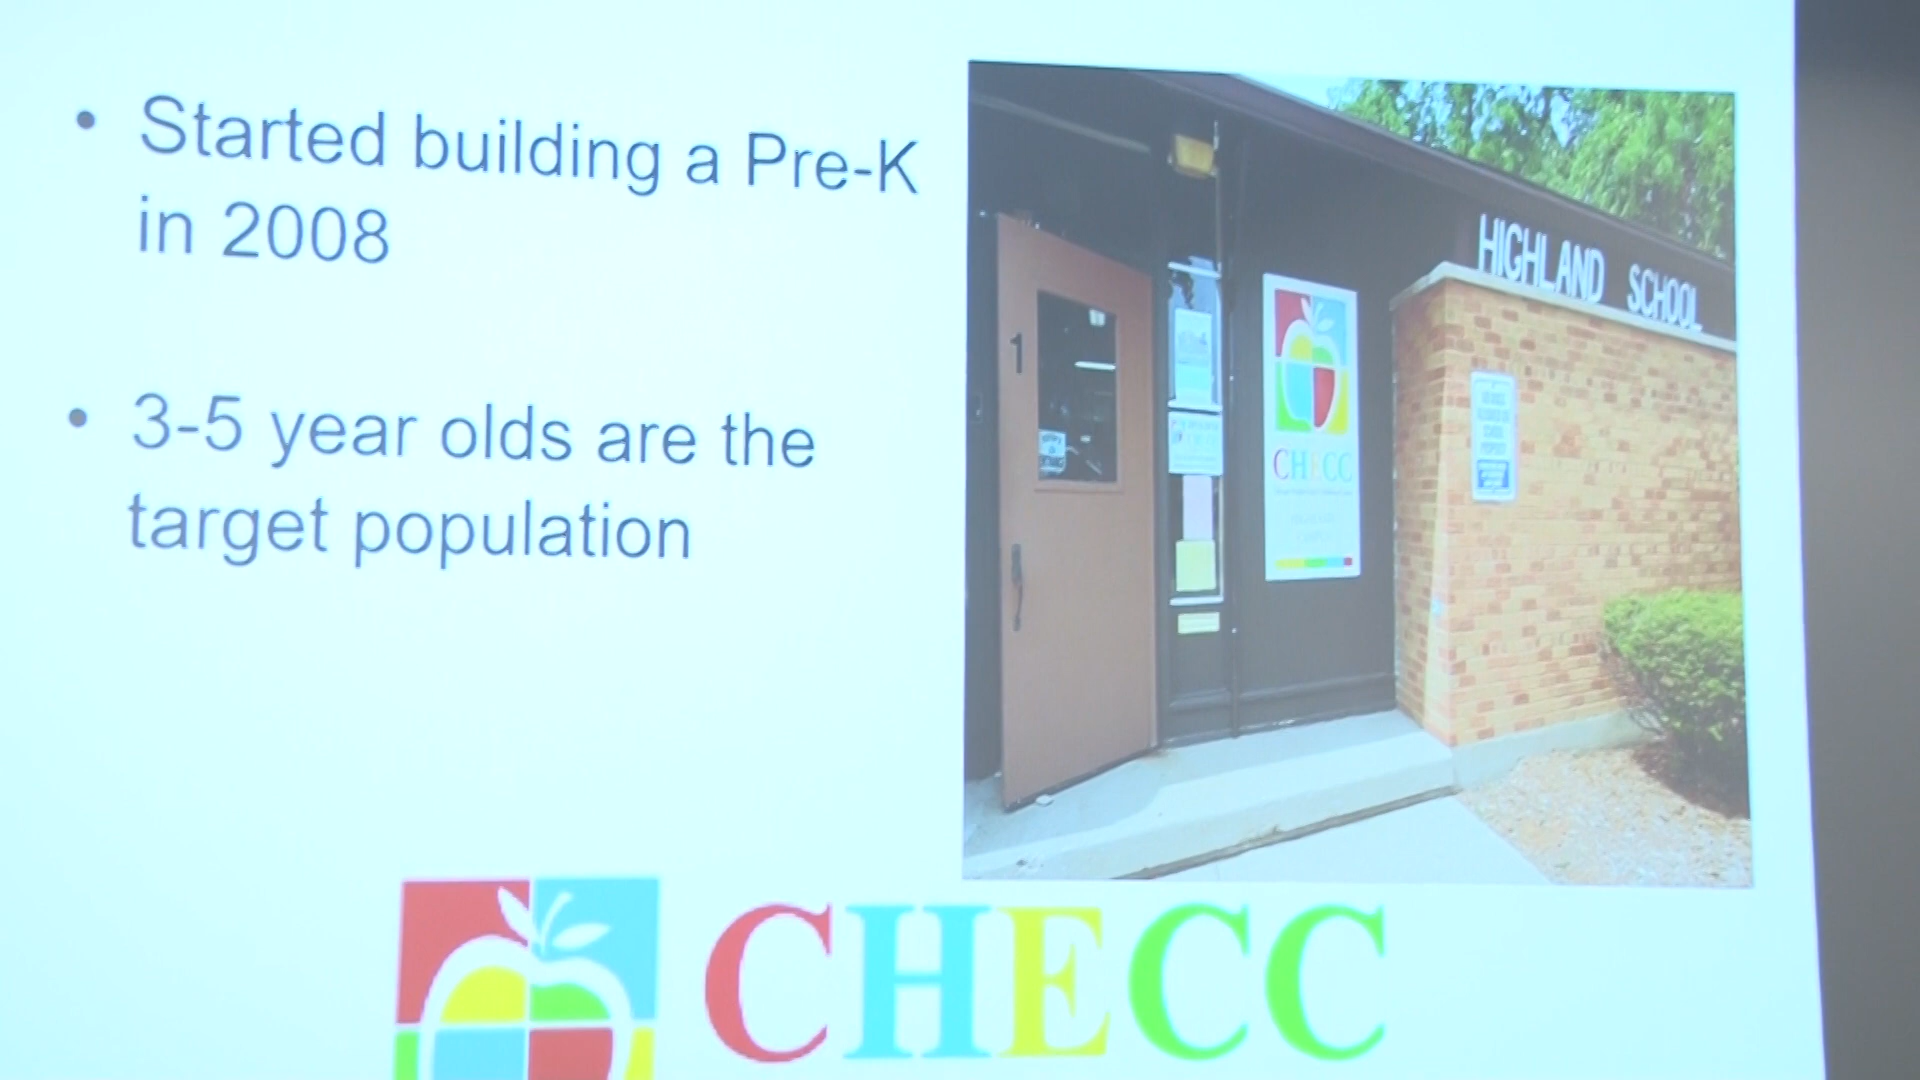 • Started building a Pre-K
in 2008
• 3-5 year olds are the
target population
HIGHLAND SCHOOL
1
CHECC
CHECC